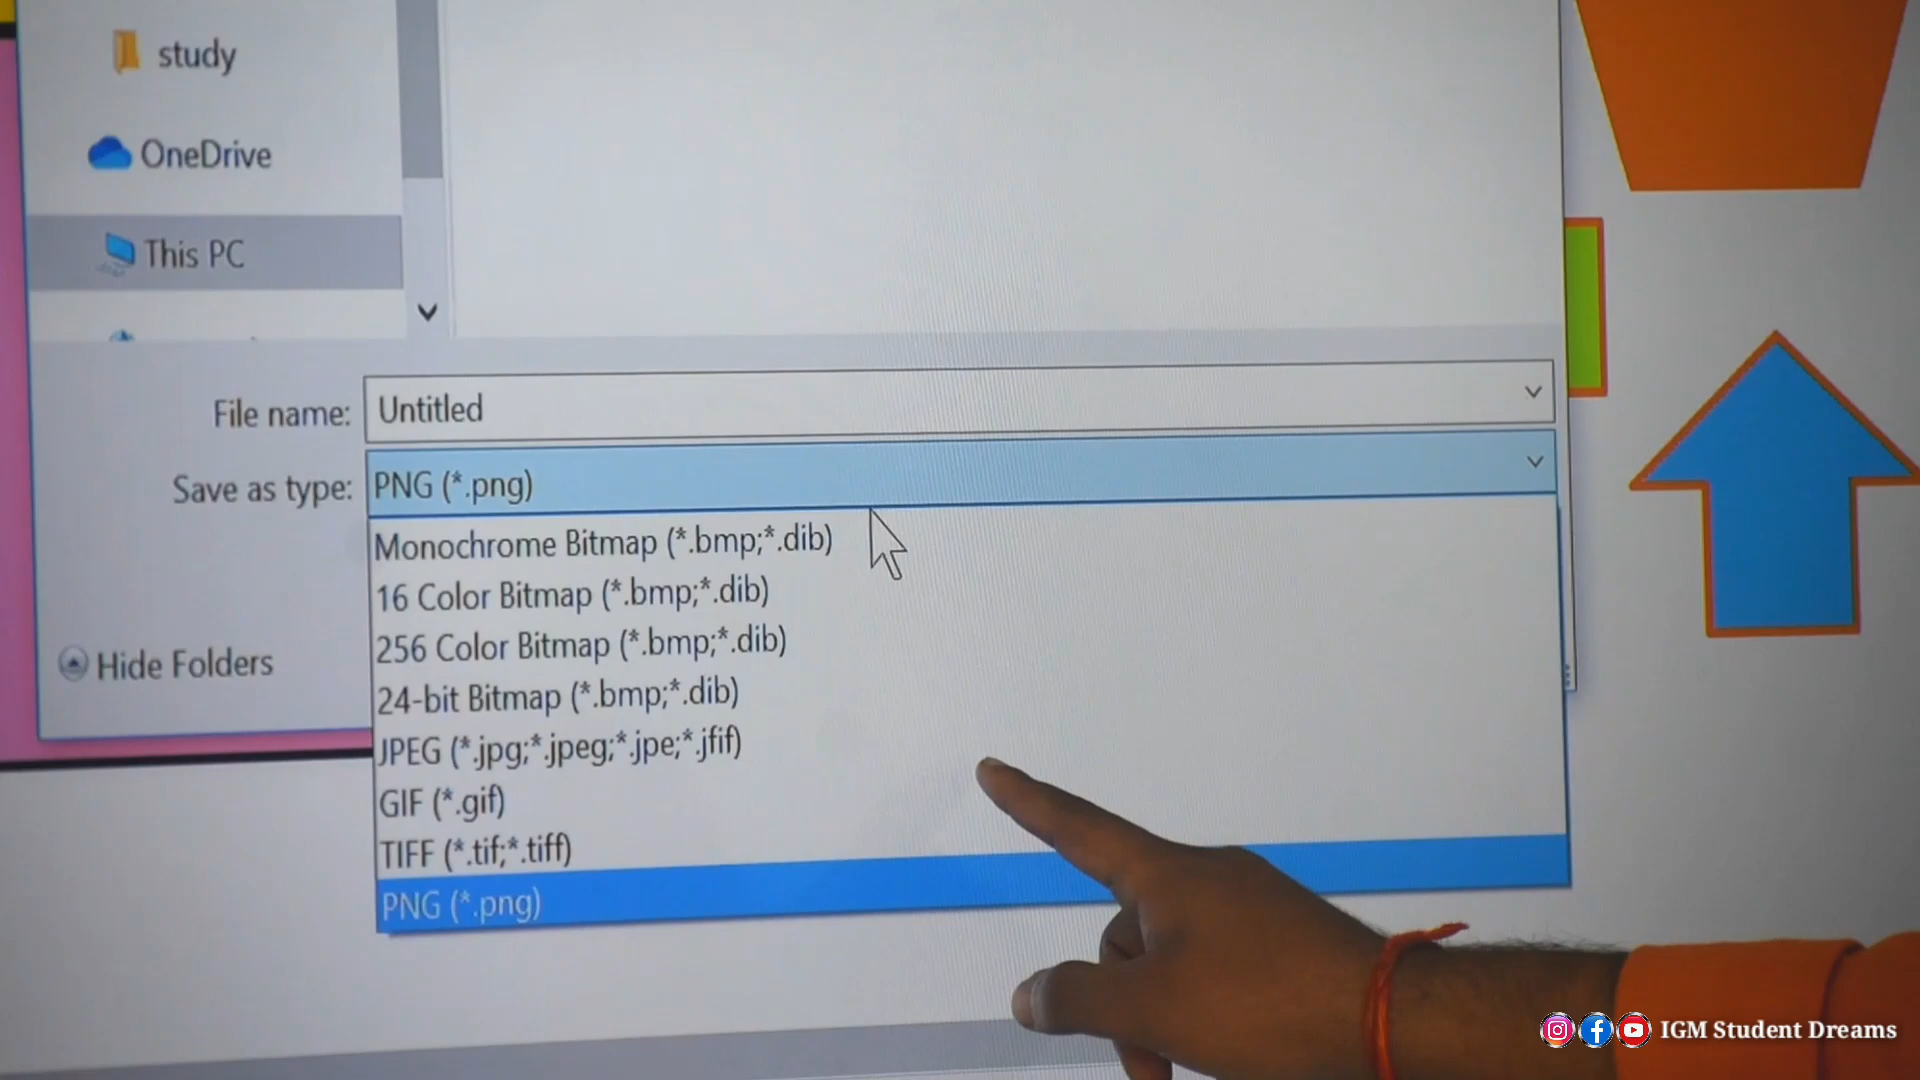 study
OneDrive
This PC
File name: Untitled
Save as type: PNG (*.png)
Monochrome Bitmap (*.bmp;*.dib)
16 Color Bitmap (*.bmp;*.dib)
256 Color Bitmap (*.bmp;*.dib)
24-bit Bitmap (*.bmp;*.dib)
JPEG (*.jpg;*.jpeg;*.jpe;*.jfif)
GIF (*.gif)
TIFF (*.tif;*.tiff)
PNG (*.png)
Hide Folders
IGM Student Dreams